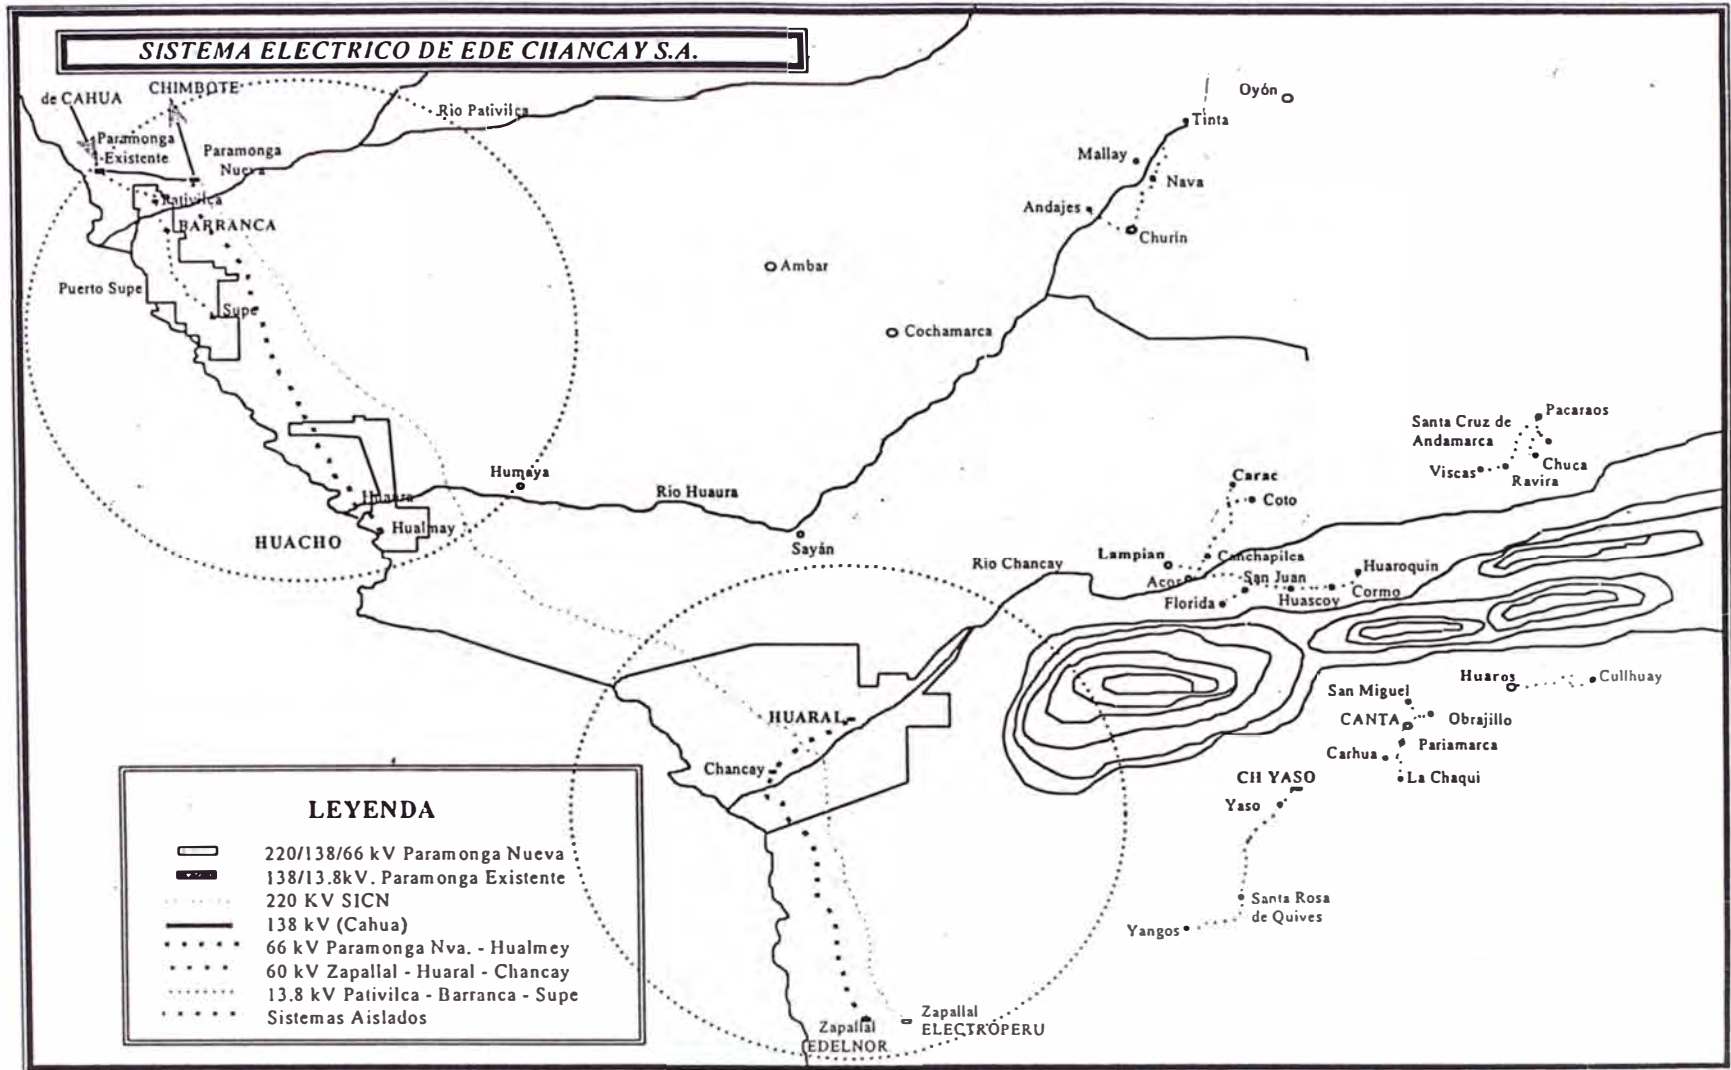 SISTEMA ELECTRICO DE EDE CHANCAY S.A.
de CAHUA
CHIMBOTE
Rio Pativilca
Oyón
Paramonga
Existente
Paramonga
Nueva
Tinta
Mallay
Nava
Pativilca
Andajes
BARRANCA
Churín
Ambar
Puerto Supe
Supe
Cochamarca
Pacaraos
Santa Cruz de
Andamarca
Viscas
Chuca
Ravira
Humaya
Carac
Coto
Río Huaura
Huaura
HUACHO
Hualmay
Sayán
Lampian
Canchapilca
Río Chancay
Acos
San Juan
Huaroquin
Florida
Huascoy
Cormo
Huaros
Cullhuay
San Miguel
CANTA
Obrajillo
HUARAL
Pariamarca
Carhua
La Chaqui
Chancay
CH YASO
Yaso
Santa Rosa
de Quives
Yangos
Zapallal
EDELNOR
Zapallal
ELECTROPERU
LEYENDA
220/138/66 kV Paramonga Nueva
138/13.8kV. Paramonga Existente
220 KV SICN
138 kV (Cahua)
66 kV Paramonga Nva. - Hualmey
60 kV Zapallal - Huaral - Chancay
13.8 kV Pativilca - Barranca - Supe
Sistemas Aislados